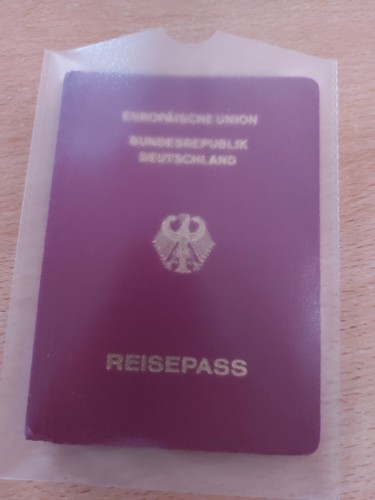 EUROPÄISCHE UNION
BUNDESREPUBLIK
DEUTSCHLAND
REISEPASS